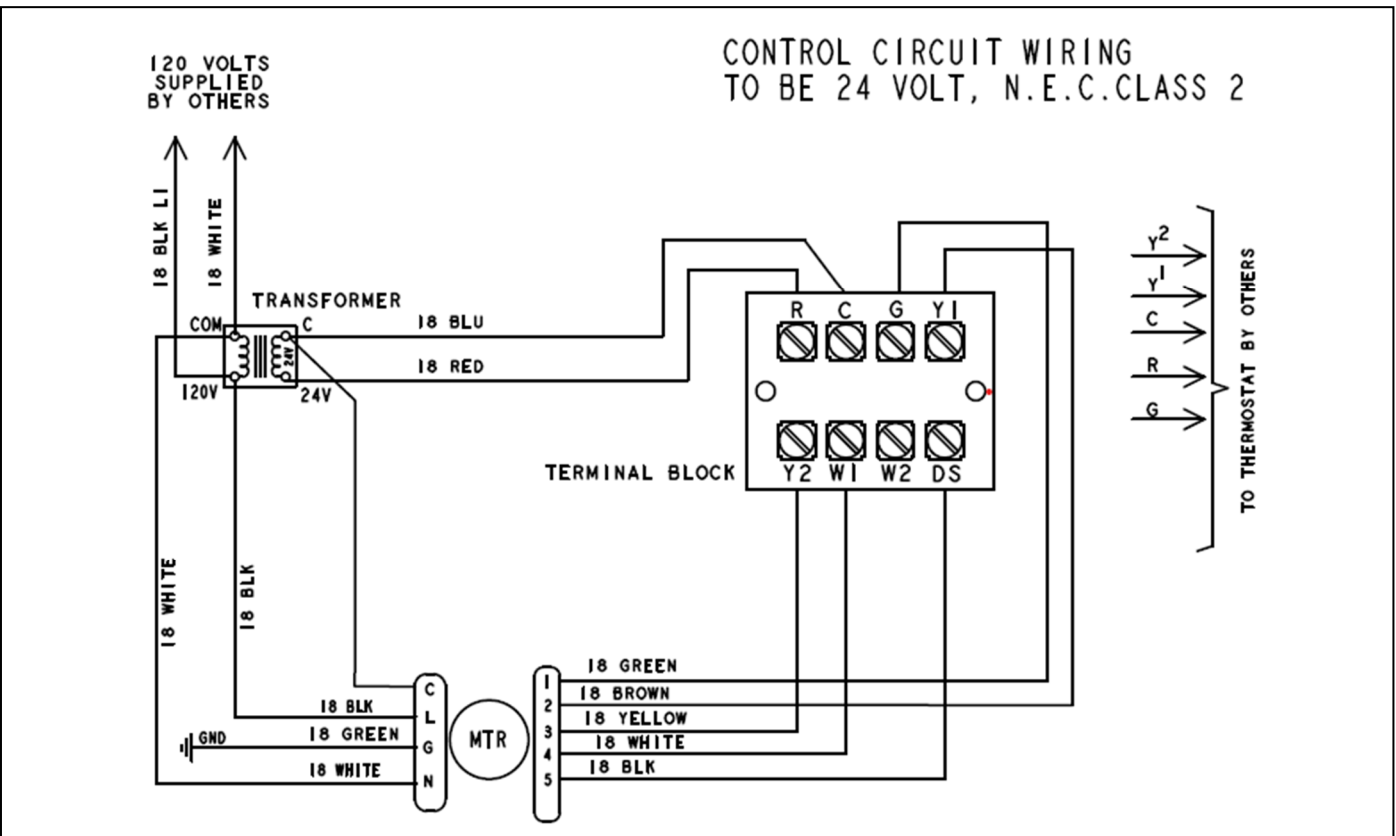 120 VOLTS
SUPPLIED
BY OTHERS
CONTROL CIRCUIT WIRING
TO BE 24 VOLT, N.E.C.CLASS 2
18 BLK L1
18 WHITE
TRANSFORMER
COM
C
24V
120V
24V
18 BLU
18 RED
R C G Y1
Y2 W1 W2 DS
TERMINAL BLOCK
Y2
Y1
C
R
G
TO THERMOSTAT BY OTHERS
18 WHITE
18 BLK
18 BLK
18 GREEN
18 WHITE
GND
C
L
G
N
MTR
1
2
3
4
5
18 GREEN
18 BROWN
18 YELLOW
18 WHITE
18 BLK